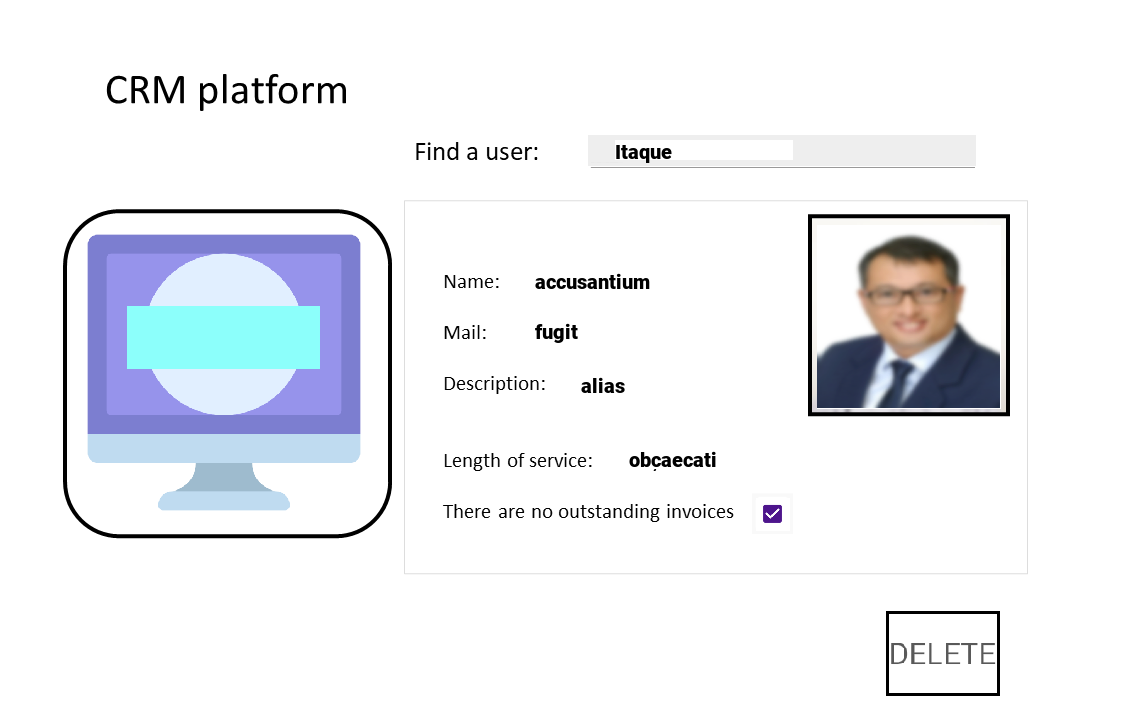 CRM platform
Find a user: Itaque
Name: accusantium
Mail: fugit
Description: alias
Length of service: obcaecati
There are no outstanding invoices
DELETE